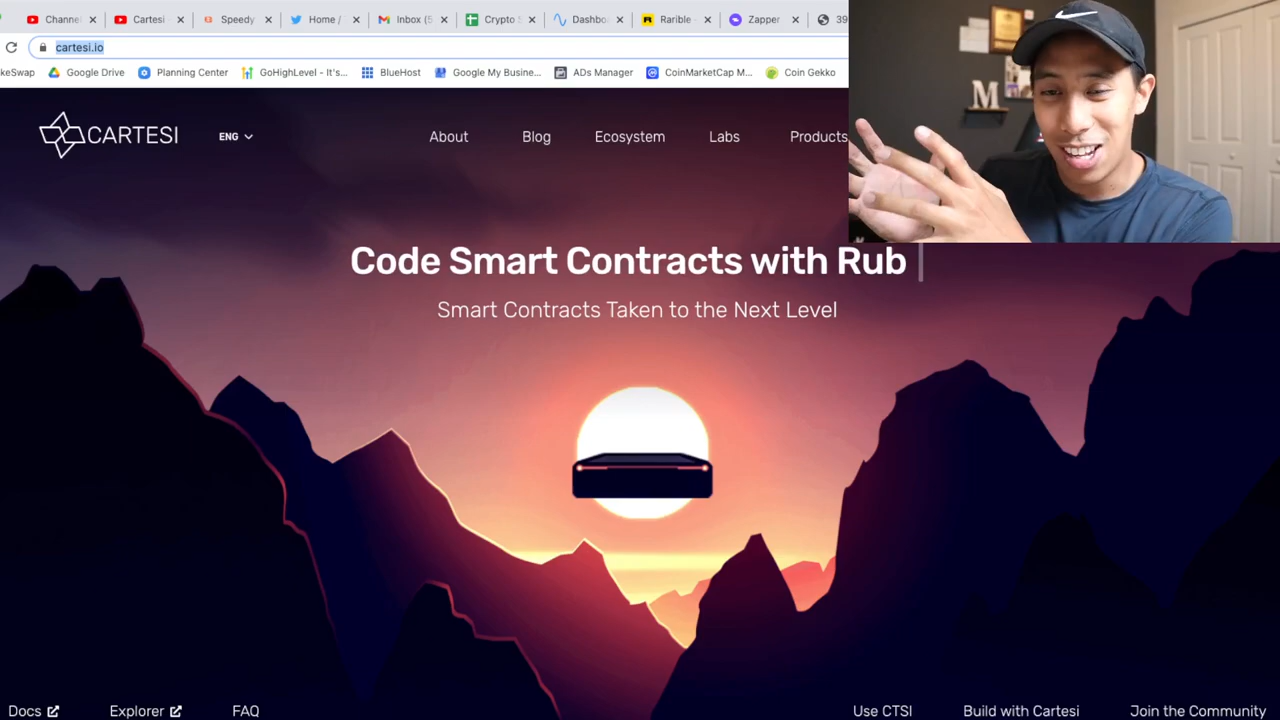 Channel
Cartesi -
Speedy
Home /
Inbox (5
Crypto S
Dashbo
Rarible -
Zapper
39
cartesi.io
keSwap
Google Drive
Planning Center
GoHighLevel - It's...
BlueHost
Google My Busine...
ADs Manager
CoinMarketCap M...
Coin Gekko
CARTESI
ENG
About
Blog
Ecosystem
Labs
Products
M
Code Smart Contracts with Rub
Smart Contracts Taken to the Next Level
Docs
Explorer
FAQ
Use CTSI
Build with Cartesi
Join the Community